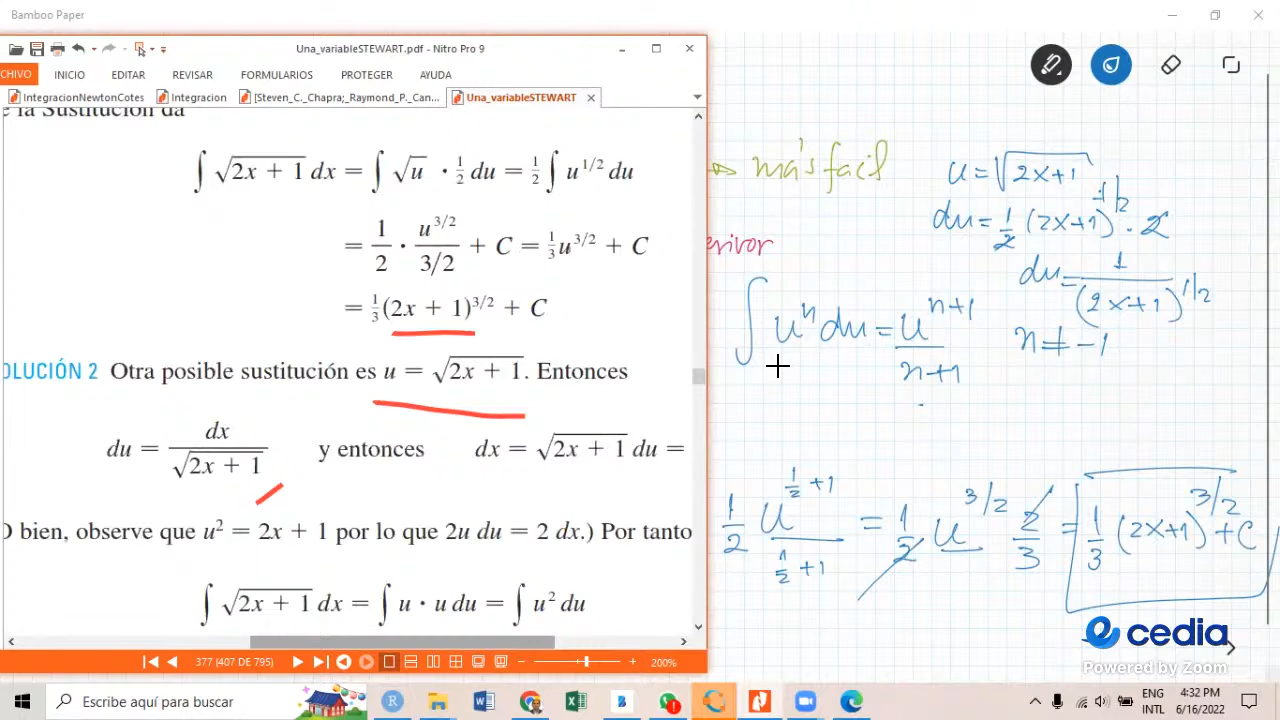 Bamboo Paper
Una_variableSTEWART.pdf - Nitro Pro 9
CHIVO INICIO EDITAR REVISAR FORMULARIOS PROTEGER AYUDA
IntegracionNewtonCotes Integracion [Steven_C._Chapra;_Raymond_P._Can... Una_variableSTEWART
e la Sustitución da
∫ √(2x + 1) dx = ∫ √u · 1/2 du = 1/2 ∫ u^{1/2} du
= 1/2 · u^{3/2}/(3/2) + C = 1/3 u^{3/2} + C
= 1/3 (2x + 1)^{3/2} + C
OLUCIÓN 2 Otra posible sustitución es u = √(2x + 1). Entonces
du = dx/√(2x + 1) y entonces dx = √(2x + 1) du =
O bien, observe que u² = 2x + 1 por lo que 2u du = 2 dx.) Por tanto
∫ √(2x + 1) dx = ∫ u · u du = ∫ u² du
377 (407 DE 795) 200%
más facil
erivar
u = √(2x+1)
du = 1/2 (2x+1)^{-1/2} · 2
du = 1/(2x+1)^{1/2}
∫ u^n du = u^{n+1}/(n+1) n ≠ -1
1/2 u^{1/2+1}/(1/2+1) = 1/2 u^{3/2} 2/3 = 1/3 (2x+1)^{3/2} + C
cedia
Powered by Zoom
Escribe aquí para buscar
ENG
INTL
4:32 PM
6/16/2022